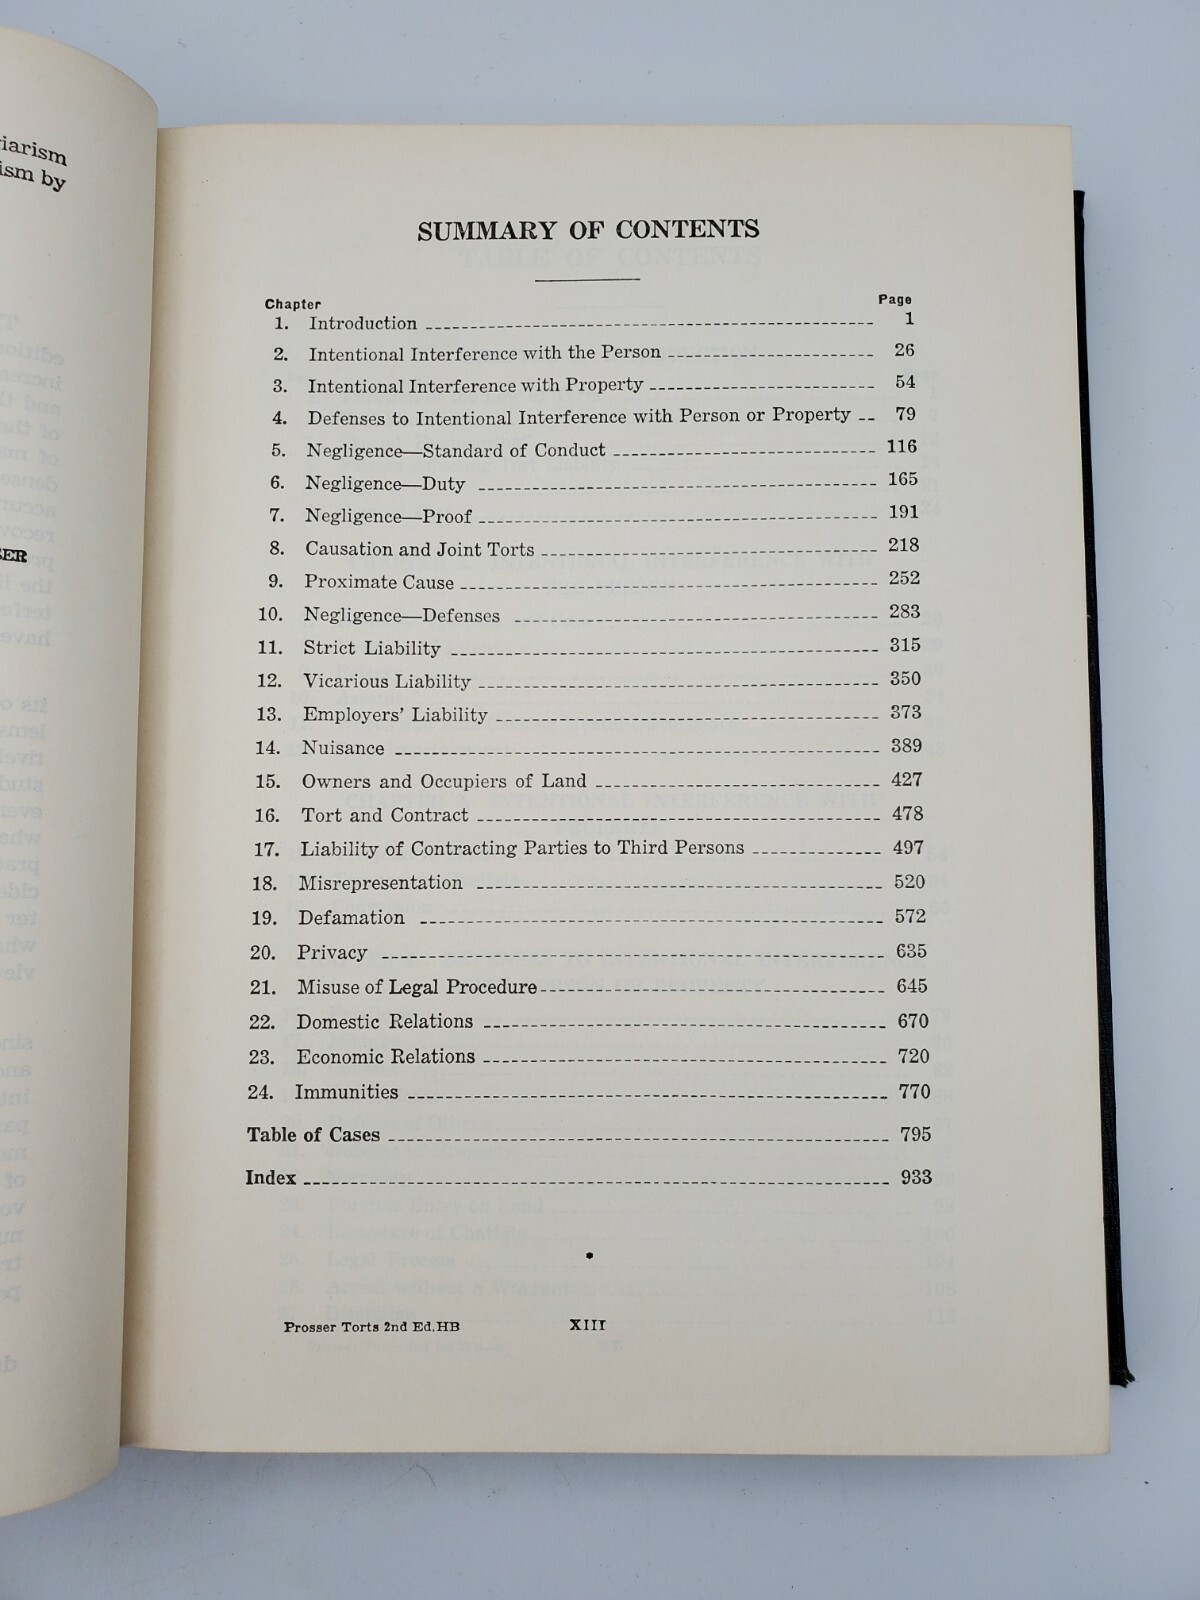 iarism
ism by
SER
SUMMARY OF CONTENTS
Chapter Page
1. Introduction 1
2. Intentional Interference with the Person 26
3. Intentional Interference with Property 54
4. Defenses to Intentional Interference with Person or Property 79
5. Negligence—Standard of Conduct 116
6. Negligence—Duty 165
7. Negligence—Proof 191
8. Causation and Joint Torts 218
9. Proximate Cause 252
10. Negligence—Defenses 283
11. Strict Liability 315
12. Vicarious Liability 350
13. Employers' Liability 373
14. Nuisance 389
15. Owners and Occupiers of Land 427
16. Tort and Contract 478
17. Liability of Contracting Parties to Third Persons 497
18. Misrepresentation 520
19. Defamation 572
20. Privacy 635
21. Misuse of Legal Procedure 645
22. Domestic Relations 670
23. Economic Relations 720
24. Immunities 770
Table of Cases 795
Index 933
Prosser Torts 2nd Ed.HB XIII